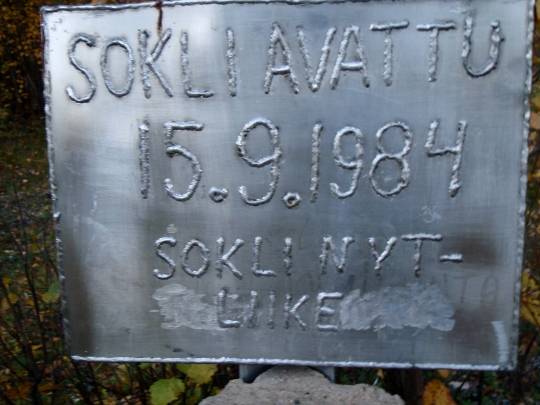 SOKLI AVATTU
15.9.1984
SOKLI NYT-
LIIKE